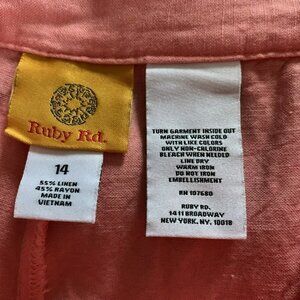 Ruby Rd.
14
55% LINEN
45% RAYON
MADE IN
VIETNAM
TURN GARMENT INSIDE OUT
MACHINE WASH COLD
WITH LIKE COLORS
ONLY NON-CHLORINE
BLEACH WHEN NEEDED
LINE DRY
WARM IRON
DO NOT IRON
EMBELLISHMENT
RN 107680
RUBY RD.
1411 BROADWAY
NEW YORK, NY, 10018